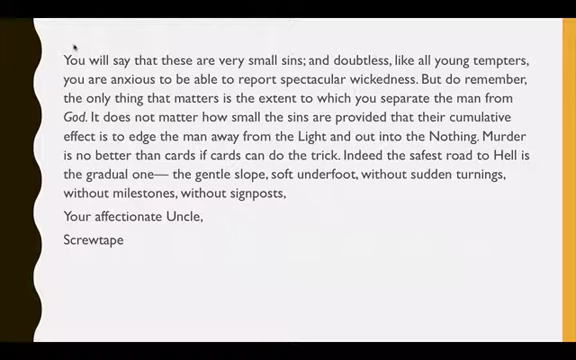 You will say that these are very small sins; and doubtless, like all young tempters,
you are anxious to be able to report spectacular wickedness. But do remember,
the only thing that matters is the extent to which you separate the man from
God. It does not matter how small the sins are provided that their cumulative
effect is to edge the man away from the Light and out into the Nothing. Murder
is no better than cards if cards can do the trick. Indeed the safest road to Hell is
the gradual one— the gentle slope, soft underfoot, without sudden turnings,
without milestones, without signposts,
Your affectionate Uncle,
Screwtape